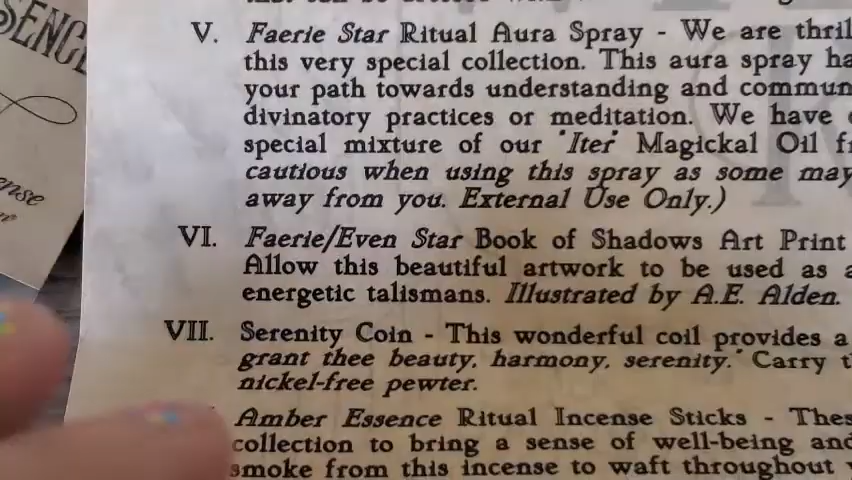 SENCE
ense
V. Faerie Star Ritual Aura Spray - We are thril
this very special collection. This aura spray ha
your path towards understanding and commun
divinatory practices or meditation. We have
special mixture of our 'Iter' Magickal Oil fr
cautious when using this spray as some may
away from you. External Use Only.)
VI. Faerie/Even Star Book of Shadows Art Print
Allow this beautiful artwork to be used as a
energetic talismans. Illustrated by A.E. Alden.
VII. Serenity Coin - This wonderful coil provides a
grant thee beauty, harmony, serenity." Carry t
nickel-free pewter.
Amber Essence Ritual Incense Sticks - Thes
collection to bring a sense of well-being and
smoke from this incense to waft throughout